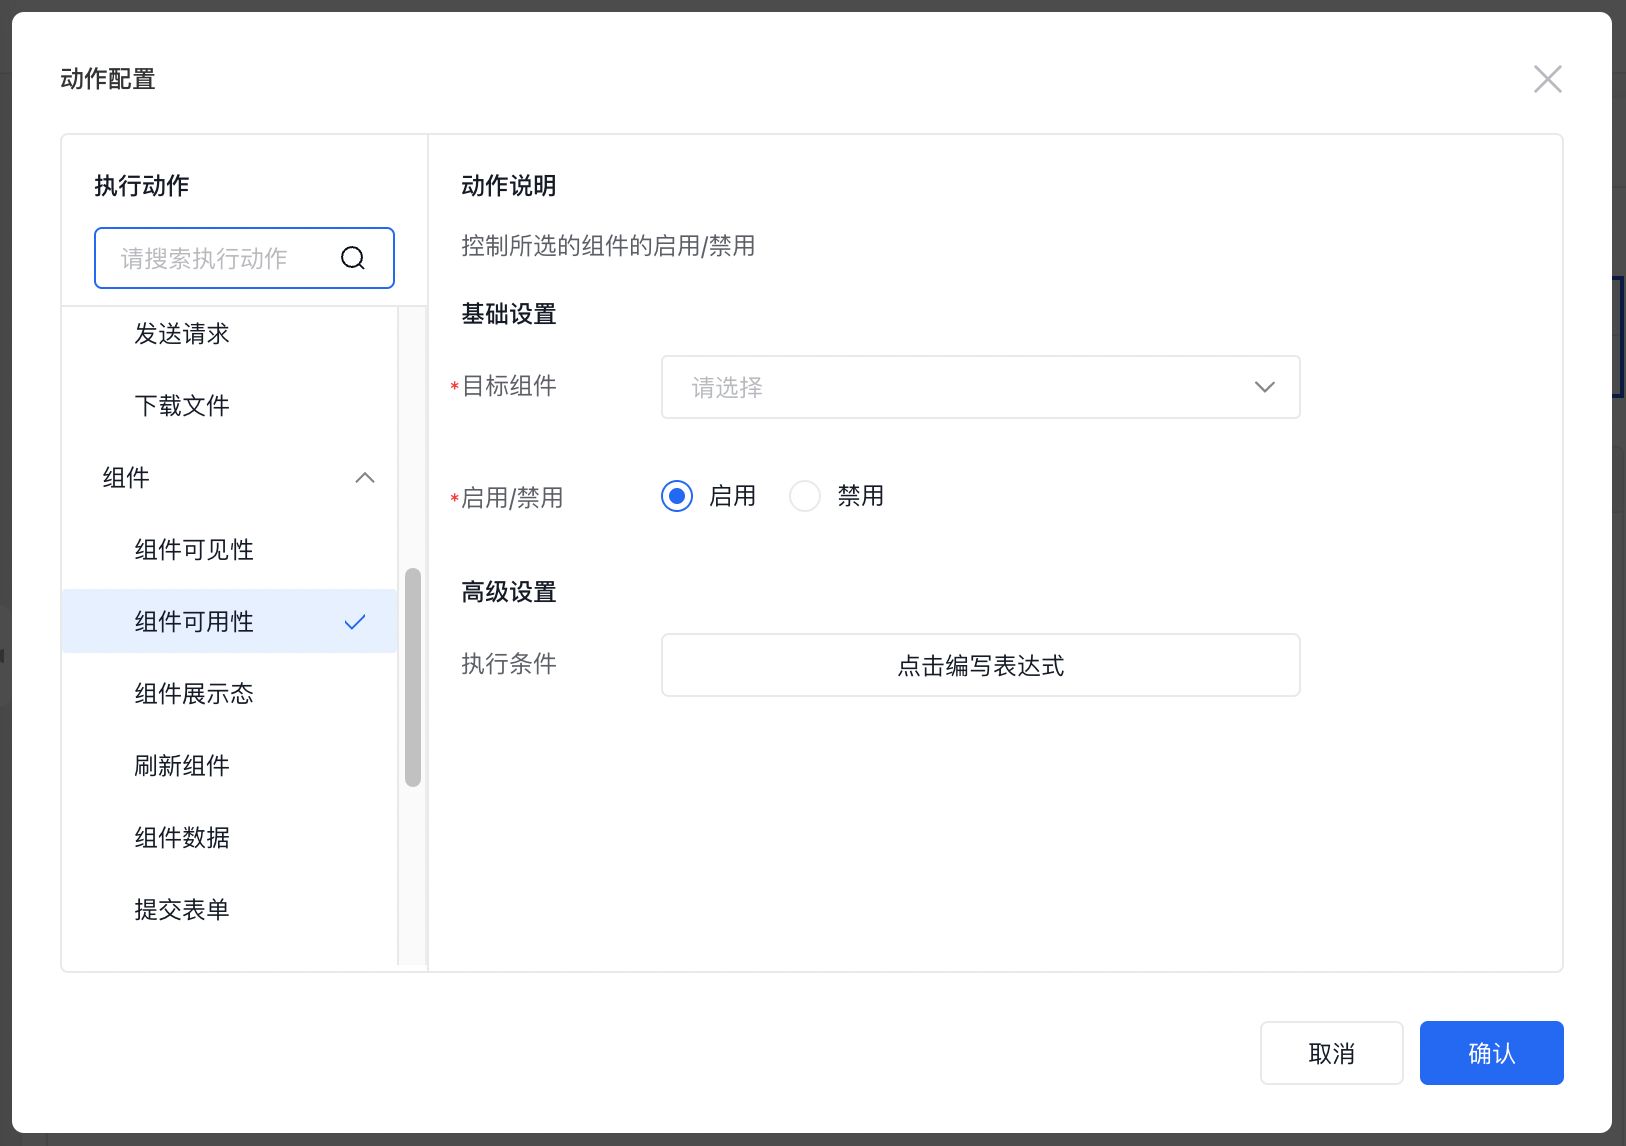 动作配置
执行动作
请搜索执行动作
发送请求
下载文件
组件
组件可见性
组件可用性
组件展示态
刷新组件
组件数据
提交表单
动作说明
控制所选的组件的启用/禁用
基础设置
*目标组件
请选择
*启用/禁用
启用 禁用
高级设置
执行条件
点击编写表达式
取消 确认